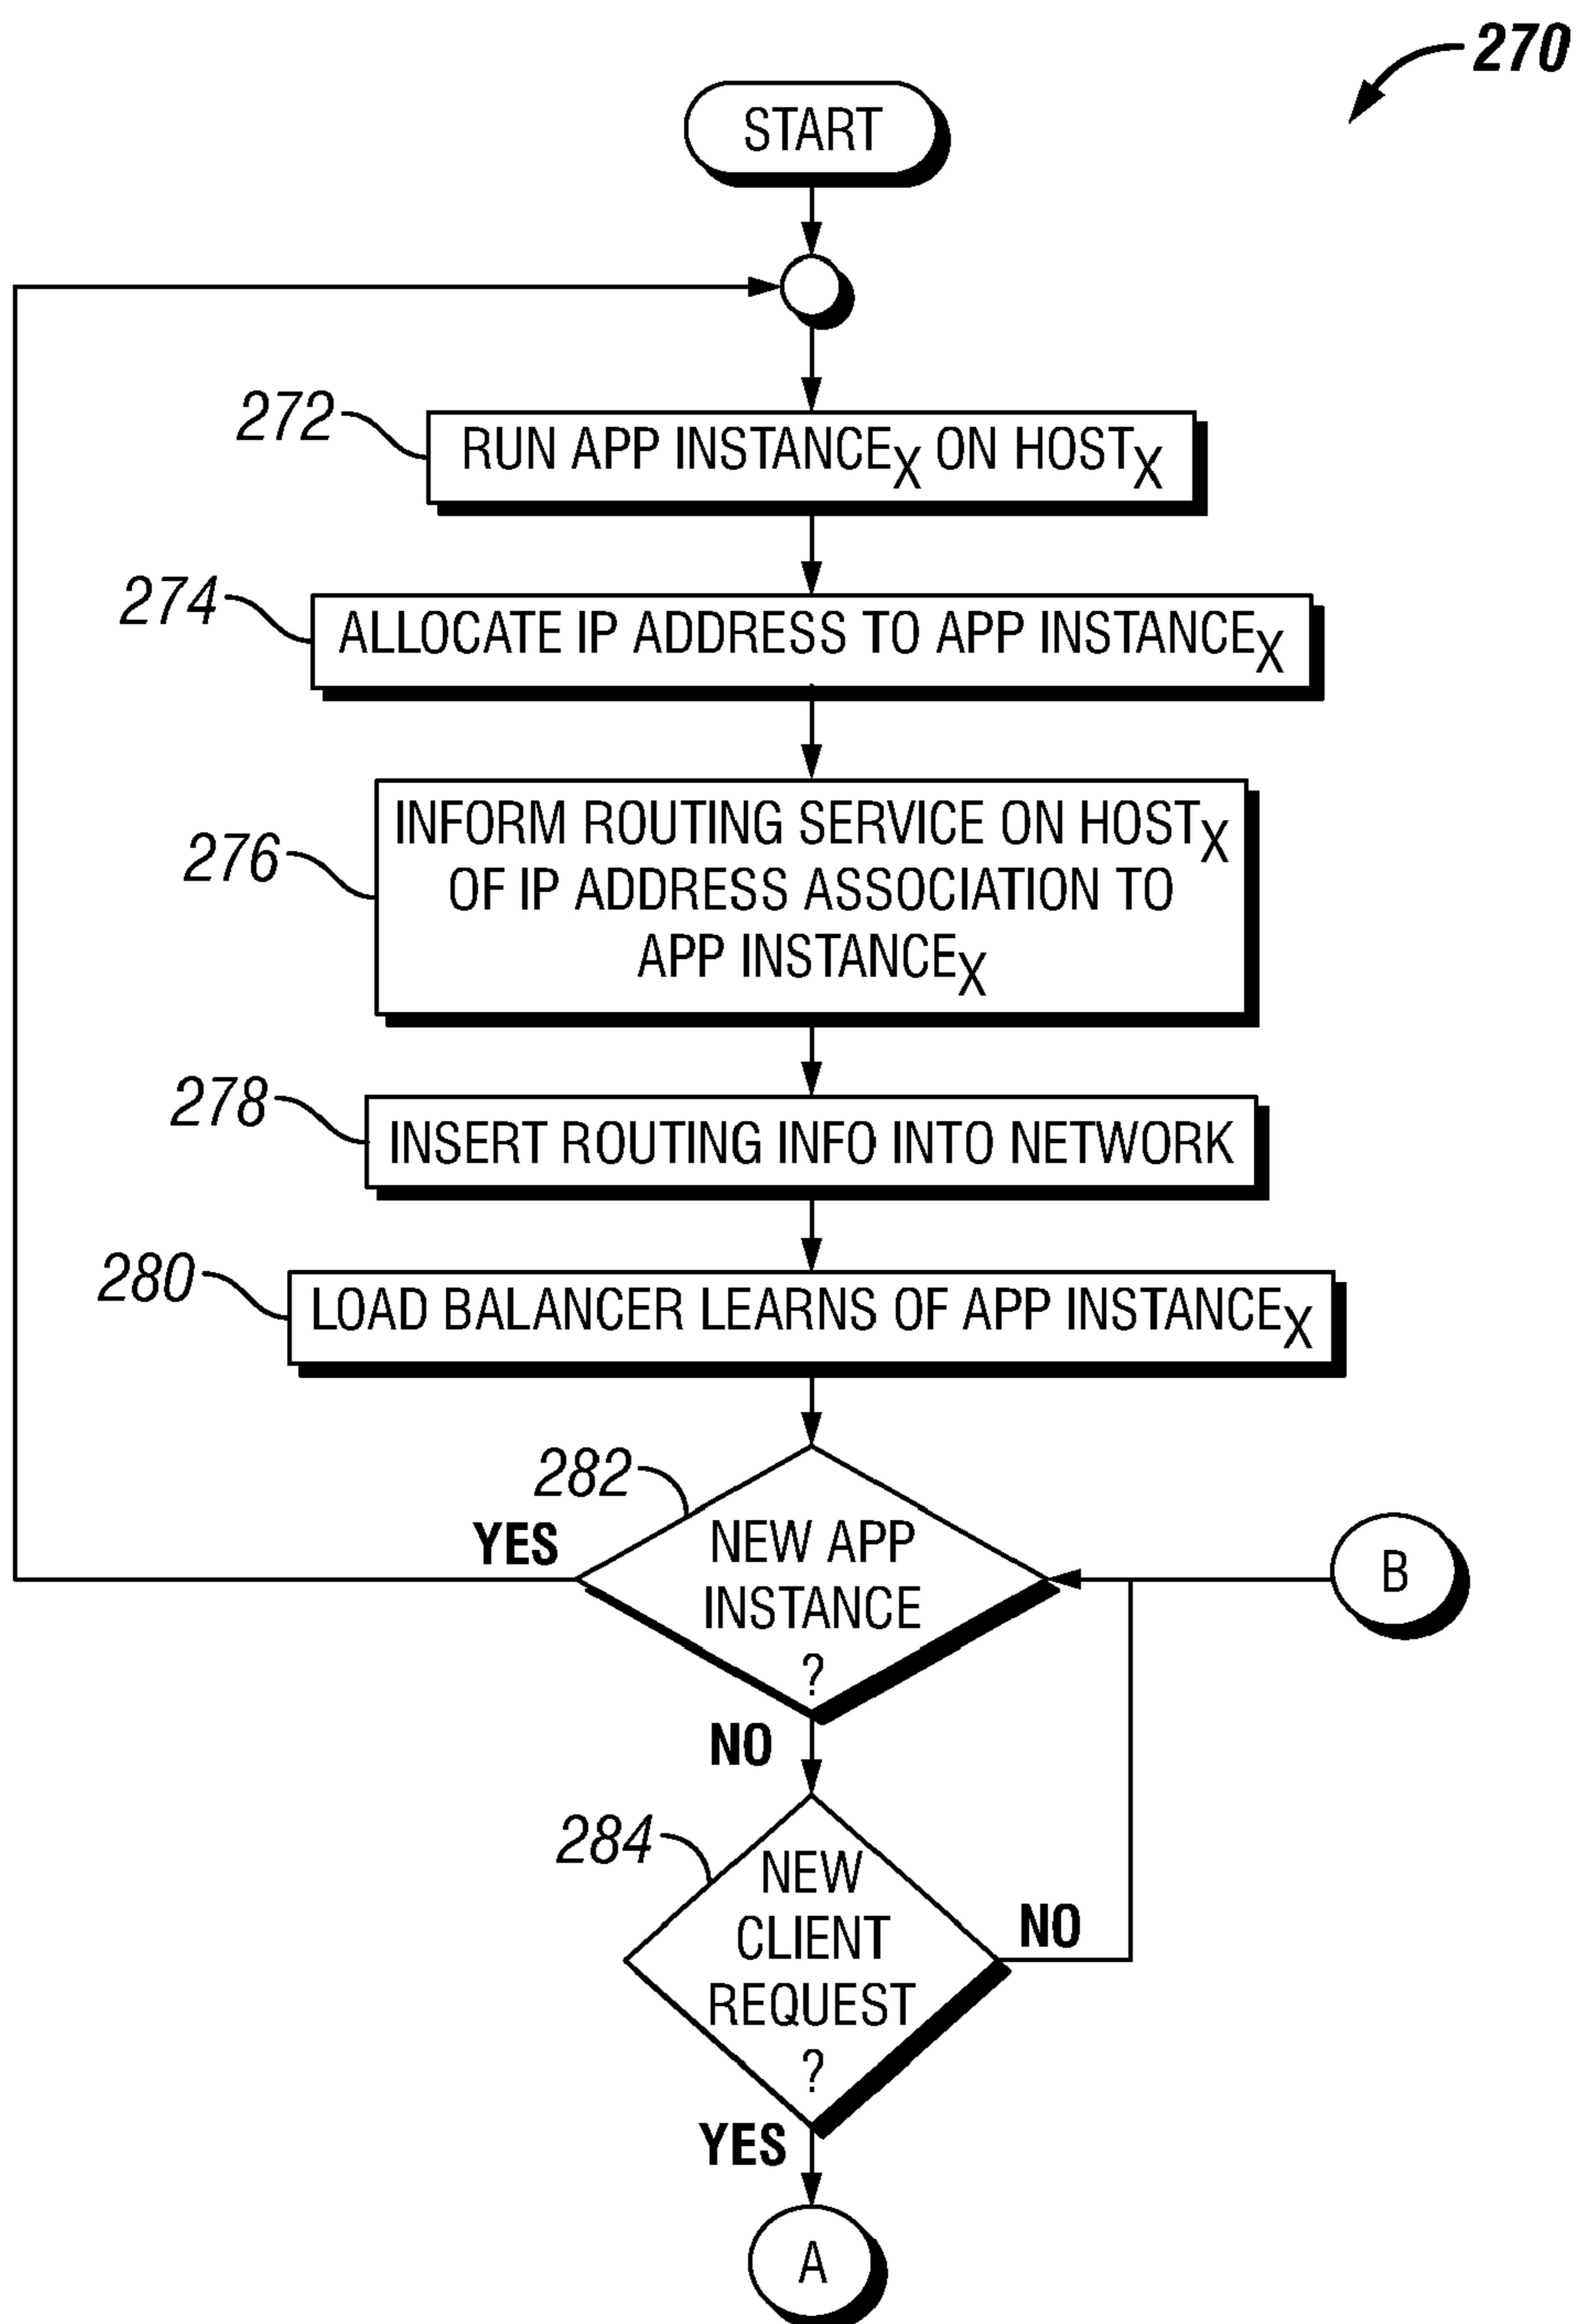 270
START
272
RUN APP INSTANCEX ON HOSTX
274
ALLOCATE IP ADDRESS TO APP INSTANCEX
276
INFORM ROUTING SERVICE ON HOSTX
OF IP ADDRESS ASSOCIATION TO
APP INSTANCEX
278
INSERT ROUTING INFO INTO NETWORK
280
LOAD BALANCER LEARNS OF APP INSTANCEX
282
YES
NEW APP
INSTANCE
?
B
NO
284
NEW
CLIENT
REQUEST
?
NO
YES
A